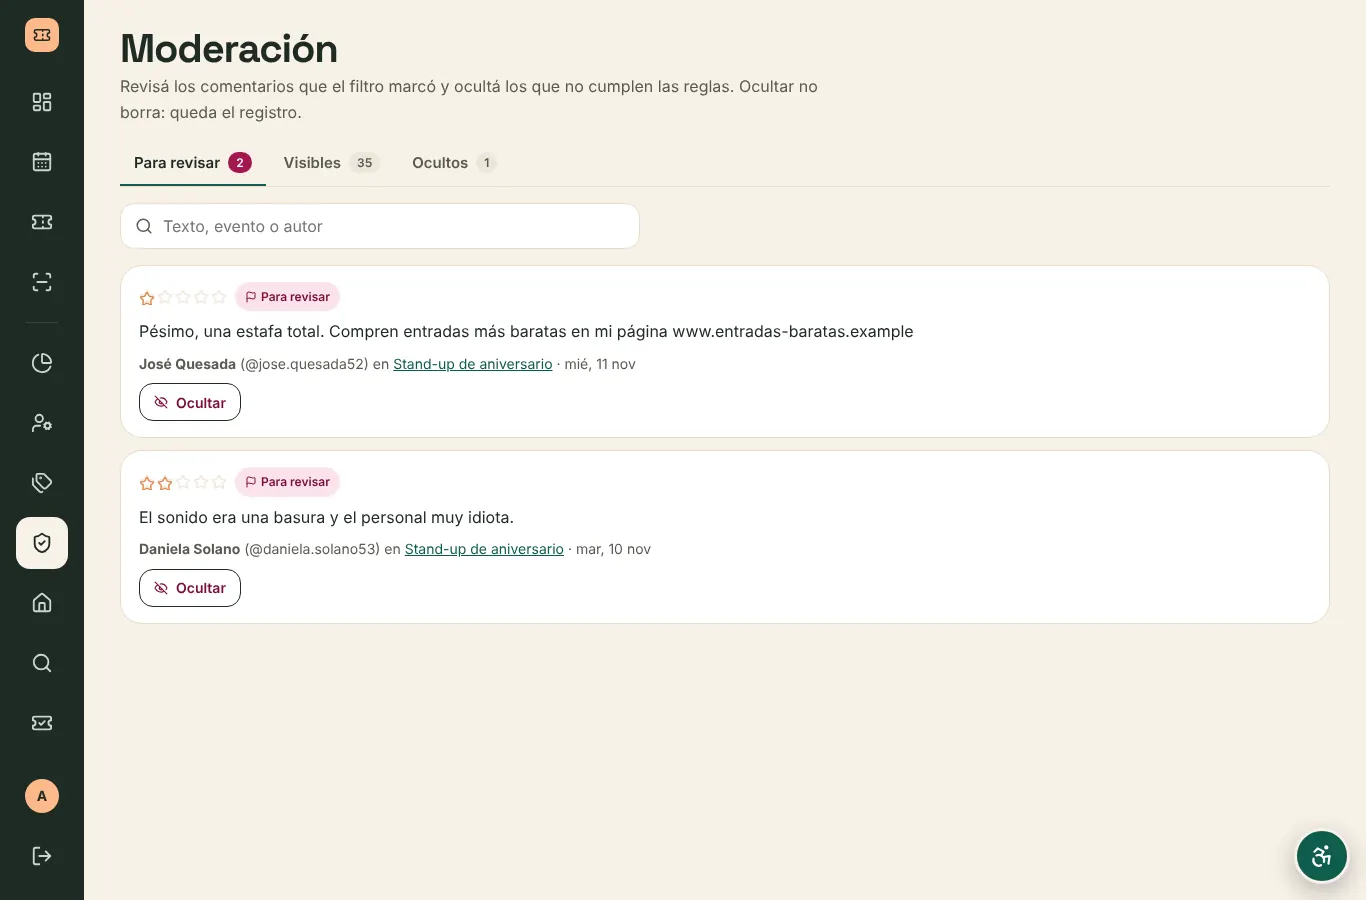 Moderación
Revisá los comentarios que el filtro marcó y ocultá los que no cumplen las reglas. Ocultar no
borra: queda el registro.
Para revisar 2 Visibles 35 Ocultos 1
Texto, evento o autor
Para revisar
Pésimo, una estafa total. Compren entradas más baratas en mi página www.entradas-baratas.example
José Quesada (@jose.quesada52) en Stand-up de aniversario · mié, 11 nov
Ocultar
Para revisar
El sonido era una basura y el personal muy idiota.
Daniela Solano (@daniela.solano53) en Stand-up de aniversario · mar, 10 nov
Ocultar
A